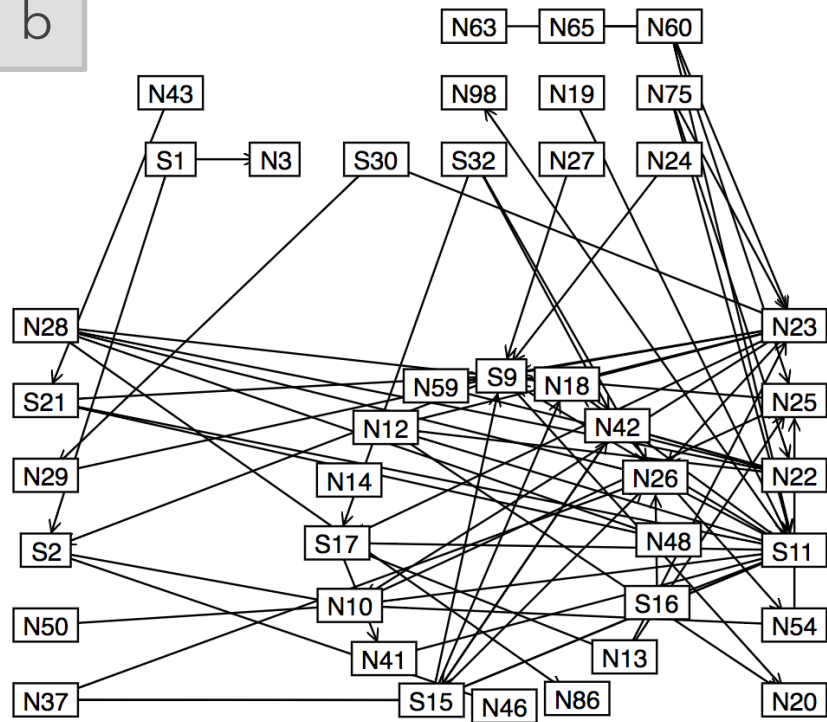 b
N63 N65 N60
N43 N98 N19 N75
S1 N3 S30 S32 N27 N24
N28 N23
S21 N59 S9 N18 N25
N12 N42
N29 N14 N26 N22
S2 S17 N48 S11
N50 N10 S16 N54
N41 N13
N37 S15 N46 N86 N20